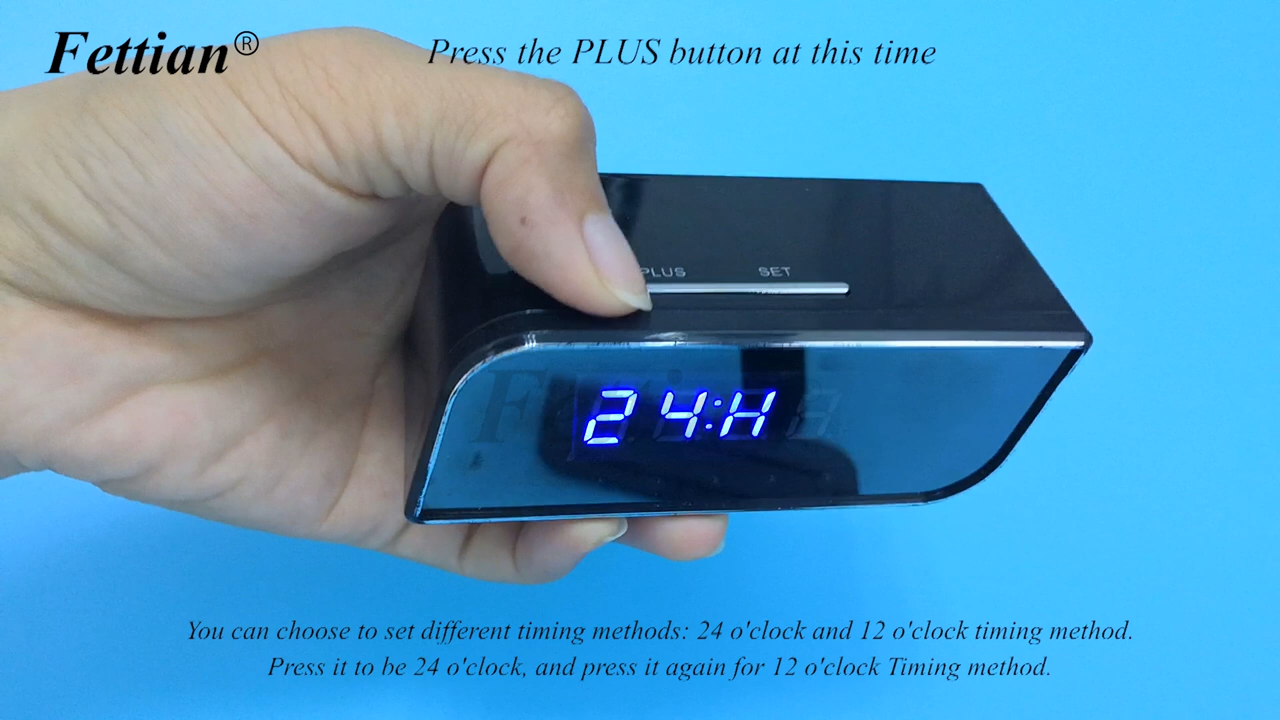 Fettian®
Press the PLUS button at this time
PLUS SET
24:H
You can choose to set different timing methods: 24 o'clock and 12 o'clock timing method.
Press it to be 24 o'clock, and press it again for 12 o'clock Timing method.